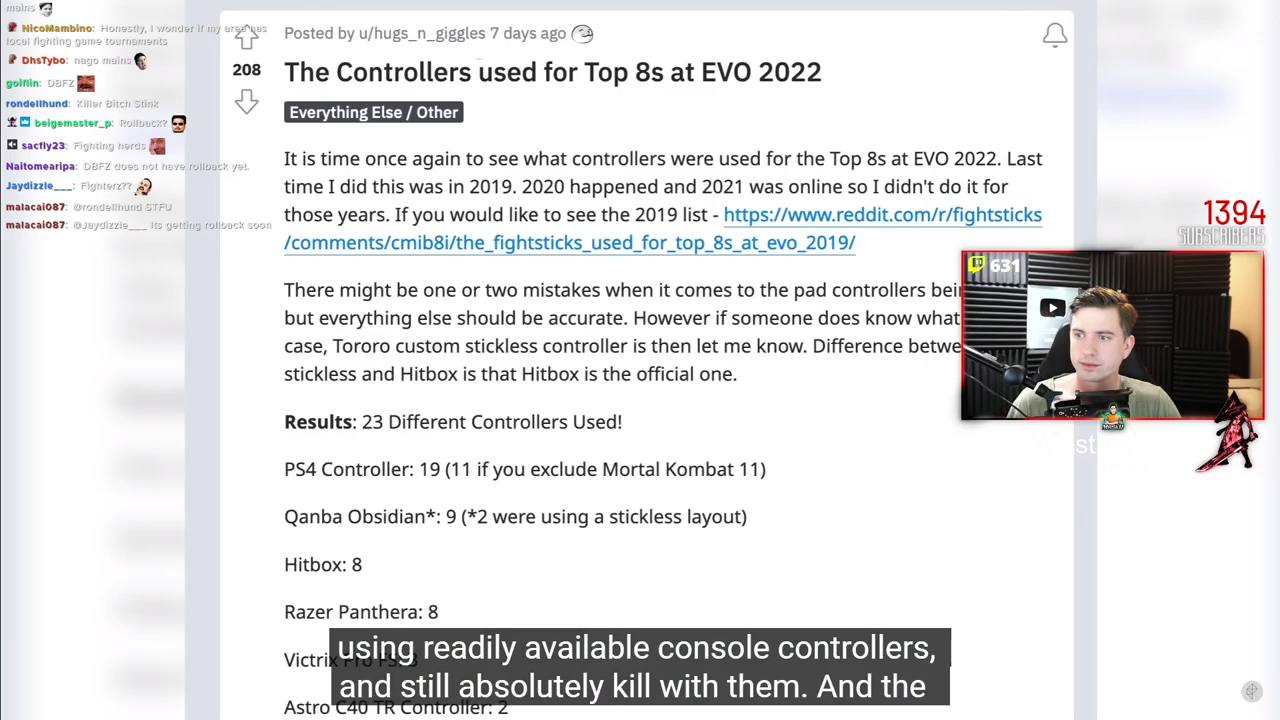 mains
NicoMambino: Honestly, I wonder if my area has
local fighting game tournaments
DhsTybo: nago mains
goiflin: DBFZ
rondellhund: Killer Bitch Stink
beigemaster_p: Rollback?
sacfly23: Fighting herds
Naitomearipa: DBFZ does not have rollback yet.
Jaydizzle___: Fighterz??
malacai087: @rondellhund STFU
malacai087: @Jaydizzle___ Its getting rollback soon
Posted by u/hugs_n_giggles 7 days ago
208
The Controllers used for Top 8s at EVO 2022
Everything Else / Other
It is time once again to see what controllers were used for the Top 8s at EVO 2022. Last
time I did this was in 2019. 2020 happened and 2021 was online so I didn't do it for
those years. If you would like to see the 2019 list - https://www.reddit.com/r/fightsticks
/comments/cmib8i/the_fightsticks_used_for_top_8s_at_evo_2019/
There might be one or two mistakes when it comes to the pad controllers bein
but everything else should be accurate. However if someone does know what
case, Tororo custom stickless controller is then let me know. Difference betwe
stickless and Hitbox is that Hitbox is the official one.
Results: 23 Different Controllers Used!
PS4 Controller: 19 (11 if you exclude Mortal Kombat 11)
Qanba Obsidian*: 9 (*2 were using a stickless layout)
Hitbox: 8
Razer Panthera: 8
Victrix Pro FS: 3
Astro C40 TR Controller: 2
using readily available console controllers,
and still absolutely kill with them. And the
1394
SUBSCRIBERS
631